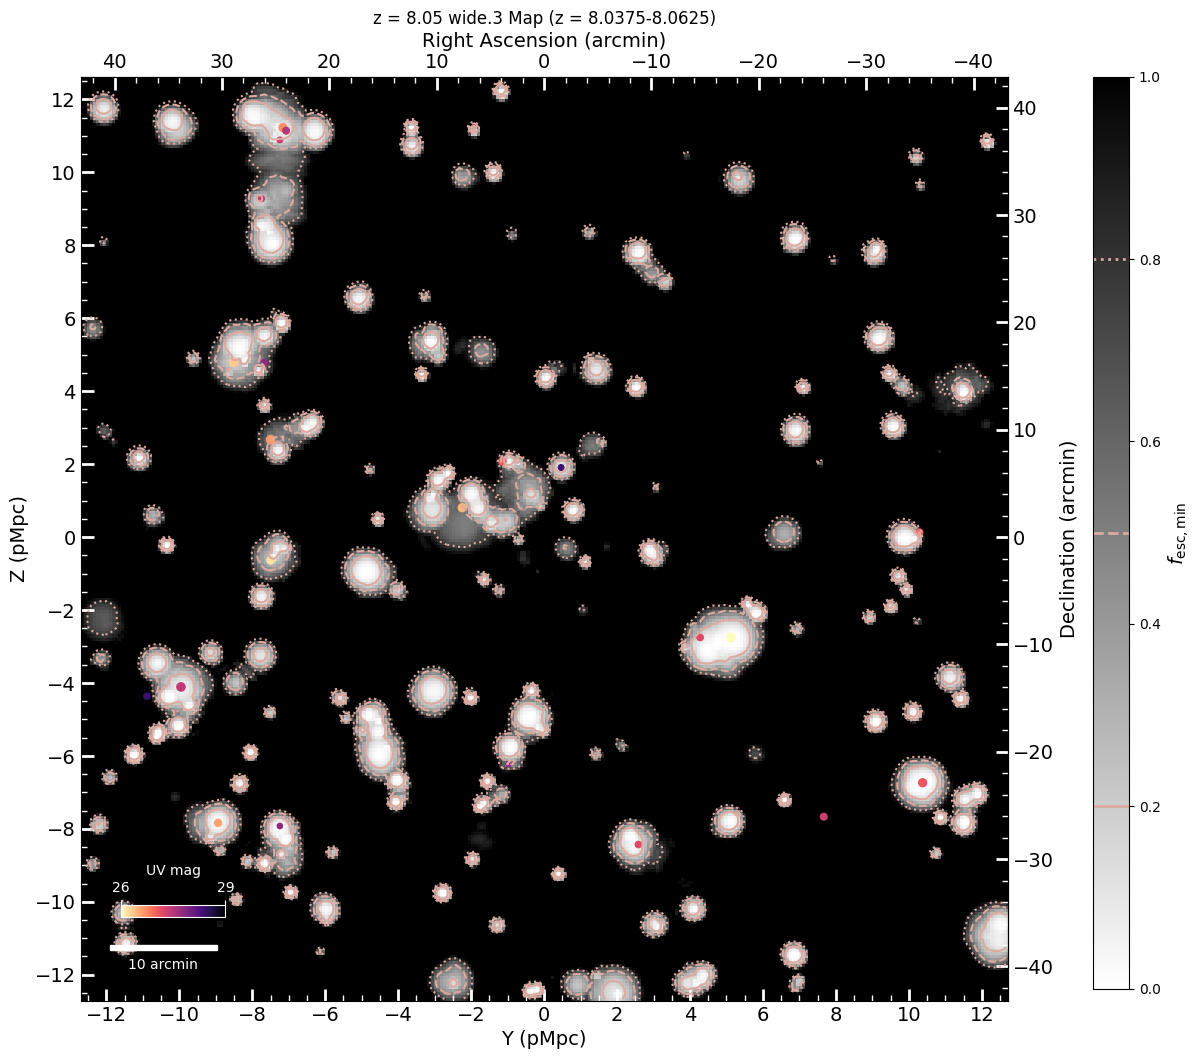 z = 8.05 wide.3 Map (z = 8.0375-8.0625)
Right Ascension (arcmin)
40 30 20 10 0 −10 −20 −30 −40
12
10
8
6
4
2
0
−2
−4
−6
−8
−10
−12
Z (pMpc)
40
30
20
10
0
−10
−20
−30
−40
Declination (arcmin)
UV mag
26 29
10 arcmin
−12 −10 −8 −6 −4 −2 0 2 4 6 8 10 12
Y (pMpc)
1.0
0.8
0.6
0.4
0.2
0.0
fesc, min